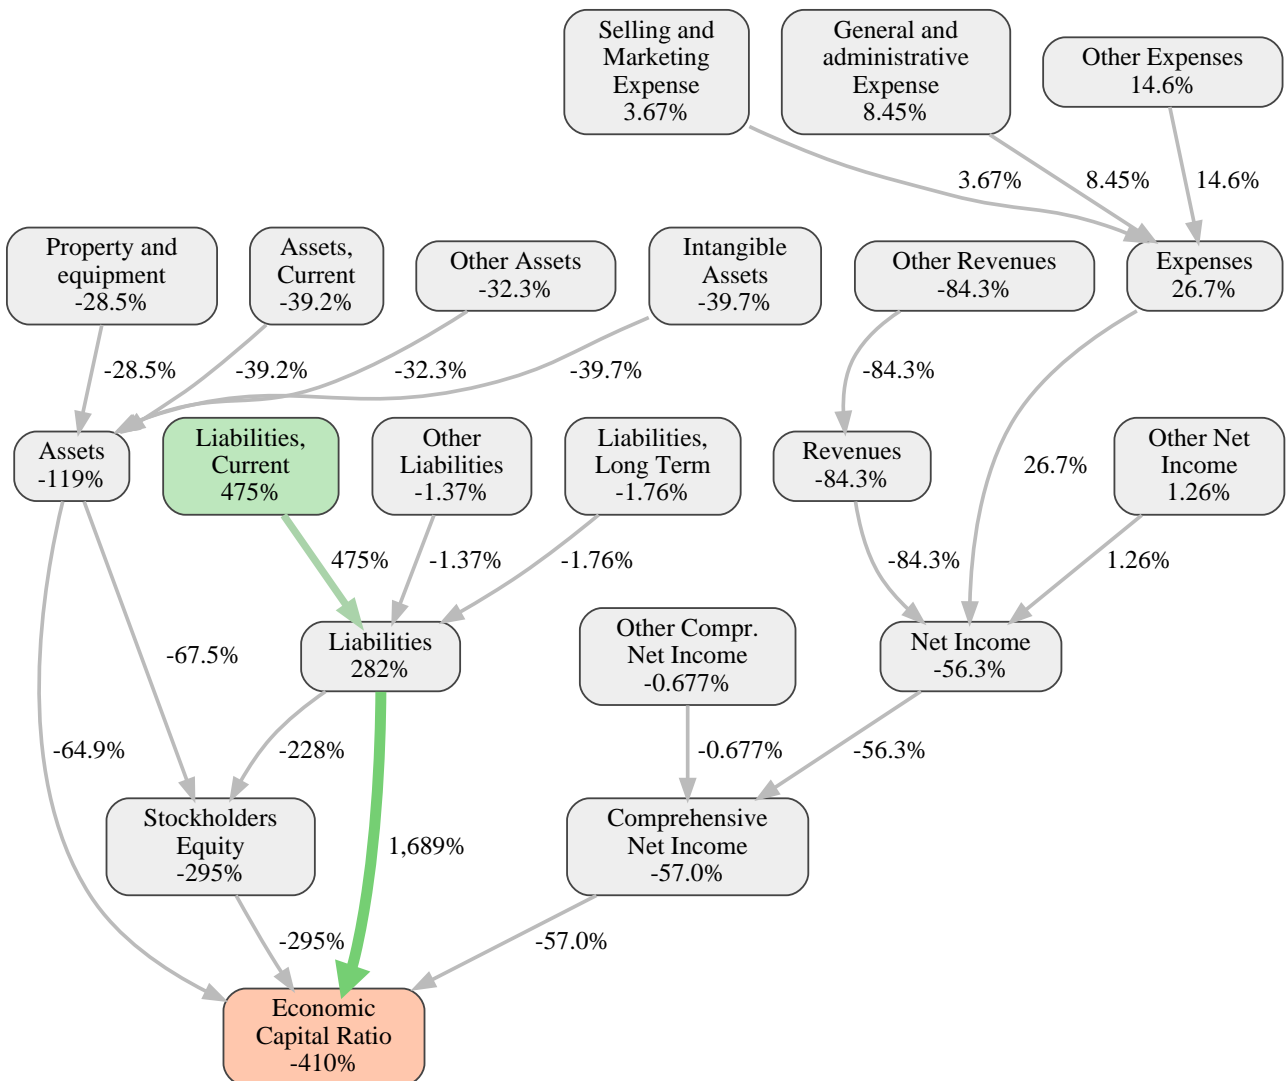 Selling and
Marketing
Expense
3.67%
General and
administrative
Expense
8.45%
Other Expenses
14.6%
3.67%
8.45%
14.6%
Property and
equipment
-28.5%
Assets,
Current
-39.2%
Other Assets
-32.3%
Intangible
Assets
-39.7%
Other Revenues
-84.3%
Expenses
26.7%
-28.5%
-39.2%
-32.3%
-39.7%
-84.3%
Assets
-119%
Liabilities,
Current
475%
Other
Liabilities
-1.37%
Liabilities,
Long Term
-1.76%
Revenues
-84.3%
26.7%
Other Net
Income
1.26%
475%
-1.37%
-1.76%
-84.3%
1.26%
-67.5%
Liabilities
282%
Other Compr.
Net Income
-0.677%
Net Income
-56.3%
-64.9%
-228%
-0.677%
-56.3%
Stockholders
Equity
-295%
1,689%
Comprehensive
Net Income
-57.0%
-295%
-57.0%
Economic
Capital Ratio
-410%